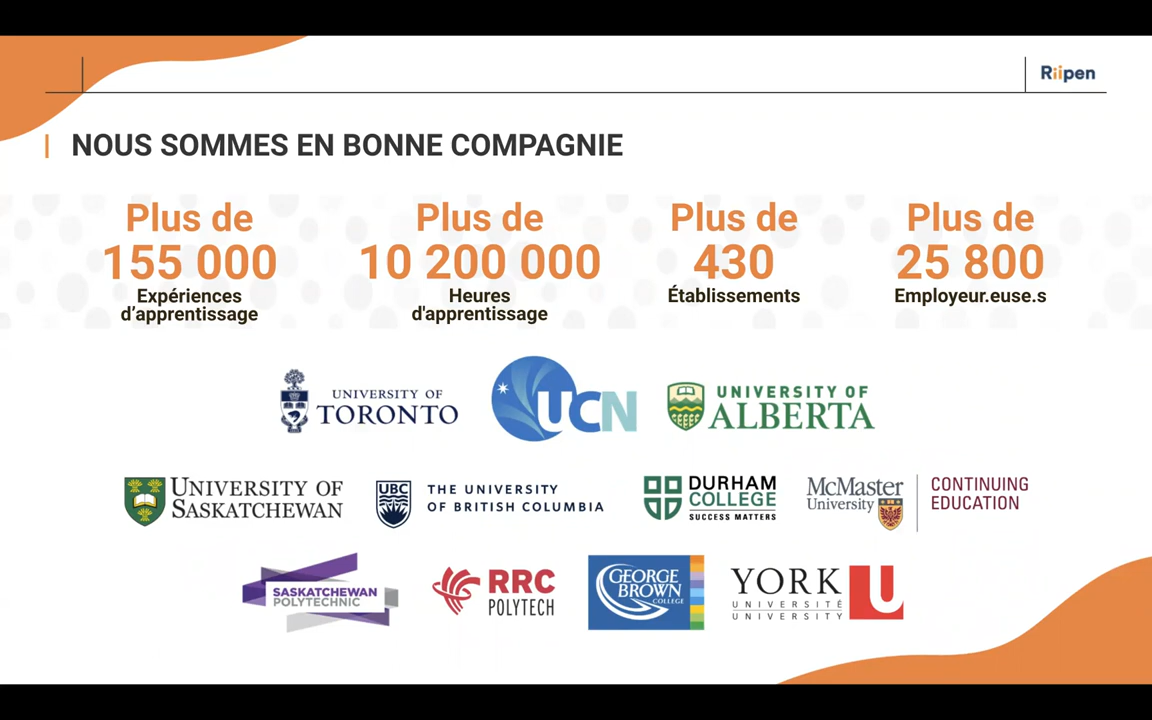 Riipen
NOUS SOMMES EN BONNE COMPAGNIE
Plus de
155 000
Expériences
d’apprentissage
Plus de
10 200 000
Heures
d'apprentissage
Plus de
430
Établissements
Plus de
25 800
Employeur.euse.s
UNIVERSITY OF
TORONTO
UCN
UNIVERSITY OF
ALBERTA
UNIVERSITY OF
SASKATCHEWAN
UBC
THE UNIVERSITY
OF BRITISH COLUMBIA
DURHAM
COLLEGE
SUCCESS MATTERS
McMaster
University
CONTINUING
EDUCATION
SASKATCHEWAN
POLYTECHNIC
RRC
POLYTECH
GEORGE
BROWN
COLLEGE
YORK
UNIVERSITÉ
UNIVERSITY
U